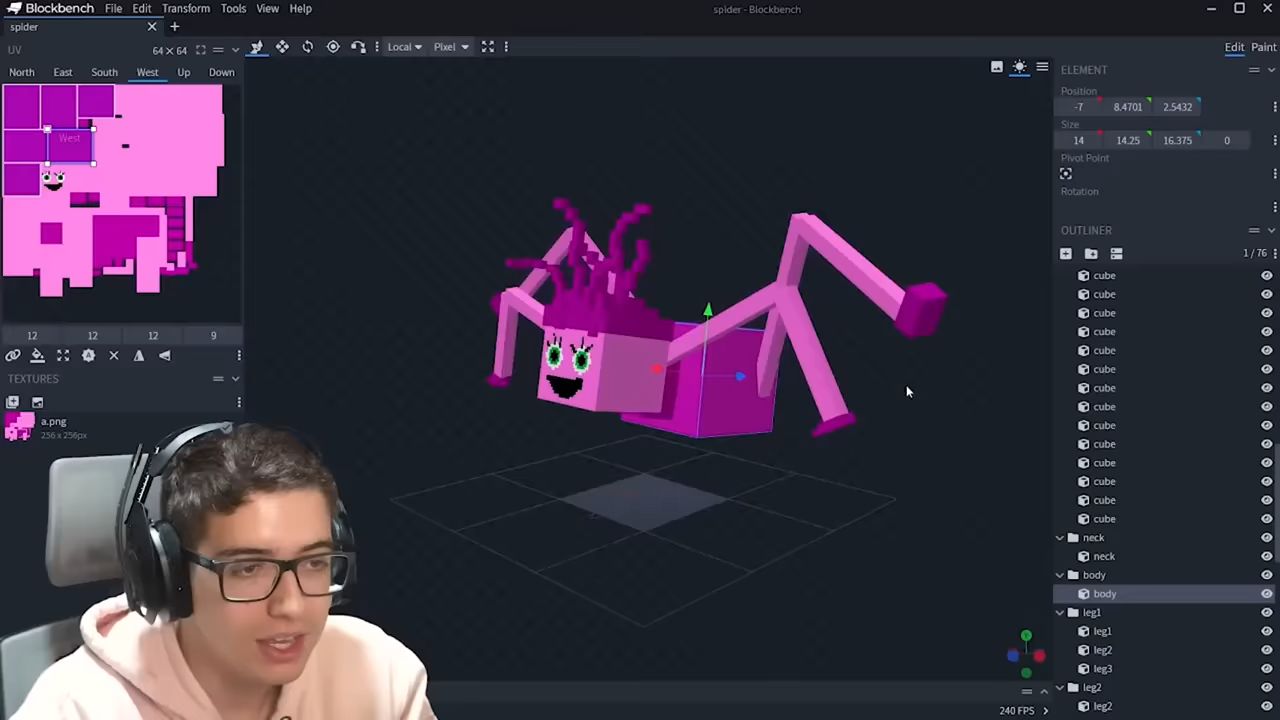 Blockbench File Edit Transform Tools View Help
spider - Blockbench
spider
UV 64 × 64
Local Pixel
Edit Paint
North East South West Up Down
West
12 12 12 9
TEXTURES
a.png
256 x 256px
ELEMENT
Position
-7 8.4701 2.5432
Size
14 14.25 16.375 0
Pivot Point
Rotation
OUTLINER
1 / 76
cube
cube
cube
cube
cube
cube
cube
cube
cube
cube
cube
cube
cube
cube
neck
neck
body
body
leg1
leg1
leg2
leg3
leg2
leg2
240 FPS